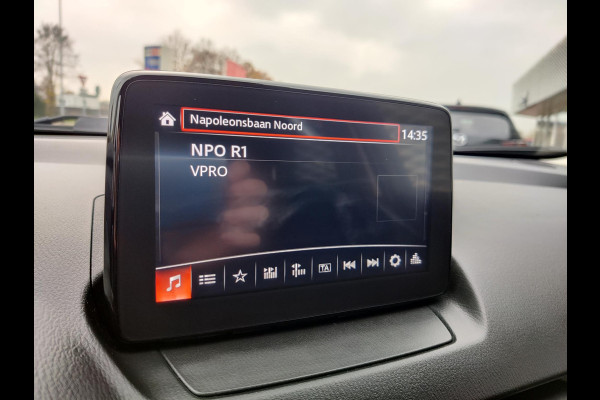 Napoleonsbaan Noord
14:35
NPO R1
VPRO
TA